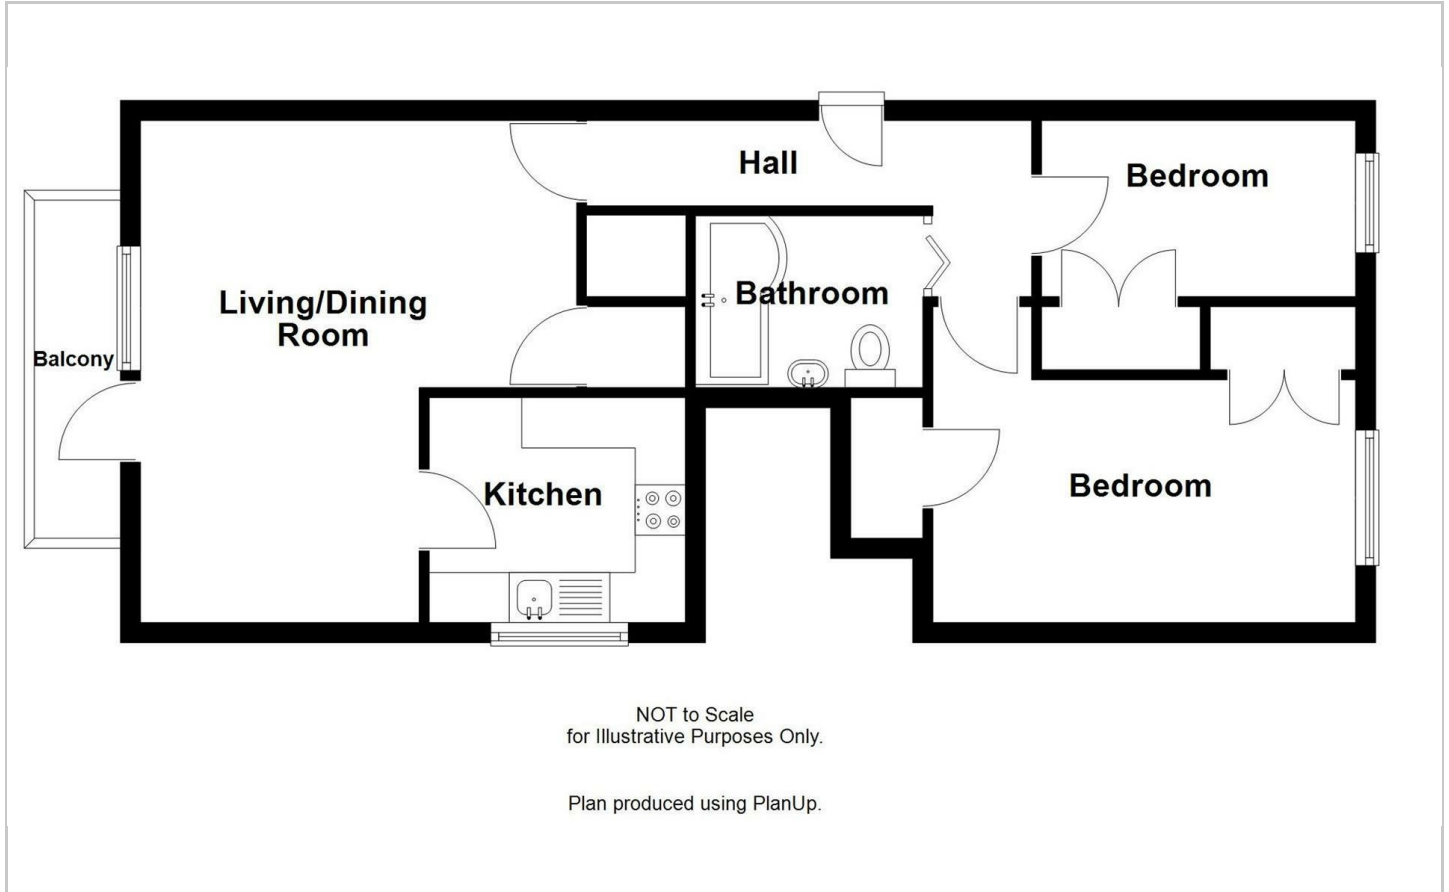 Hall
Bedroom
Living/Dining
Room
Bathroom
Balcony
Kitchen
Bedroom
NOT to Scale
for Illustrative Purposes Only.
Plan produced using PlanUp.